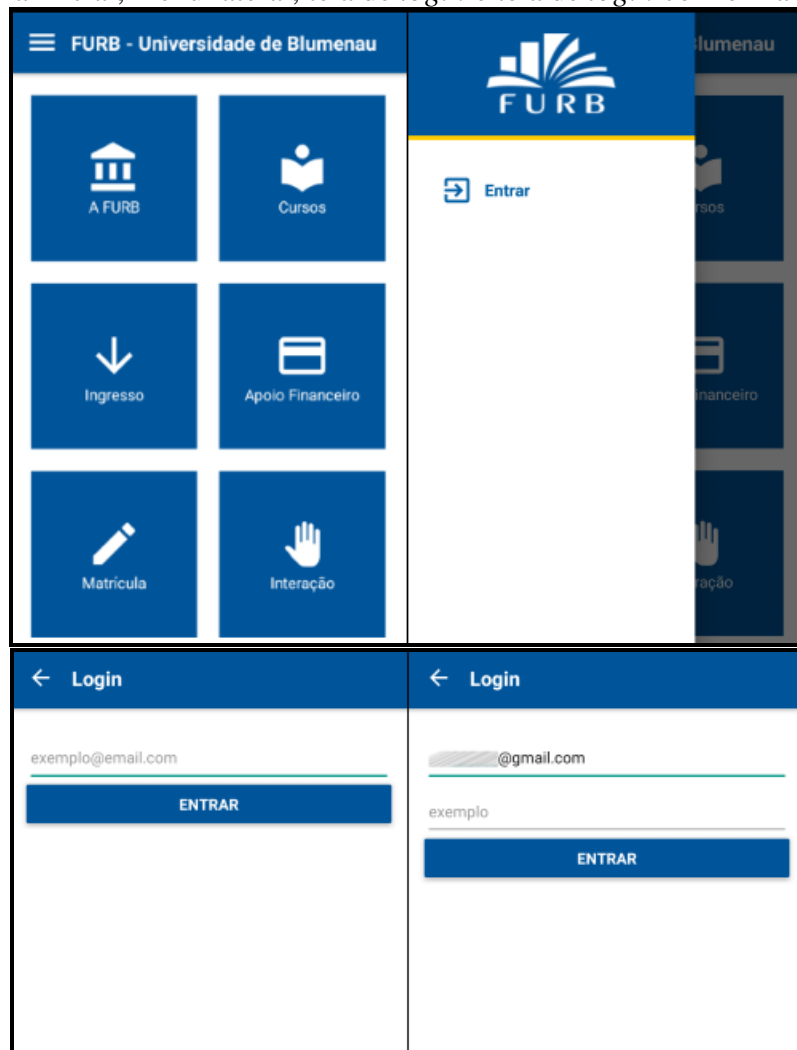 FURB - Universidade de Blumenau
A FURB
Cursos
Ingresso
Apoio Financeiro
Matrícula
Interação
lumenau
FURB
Entrar
rsos
inanceiro
ração
Login
exemplo@email.com
ENTRAR
Login
@gmail.com
exemplo
ENTRAR